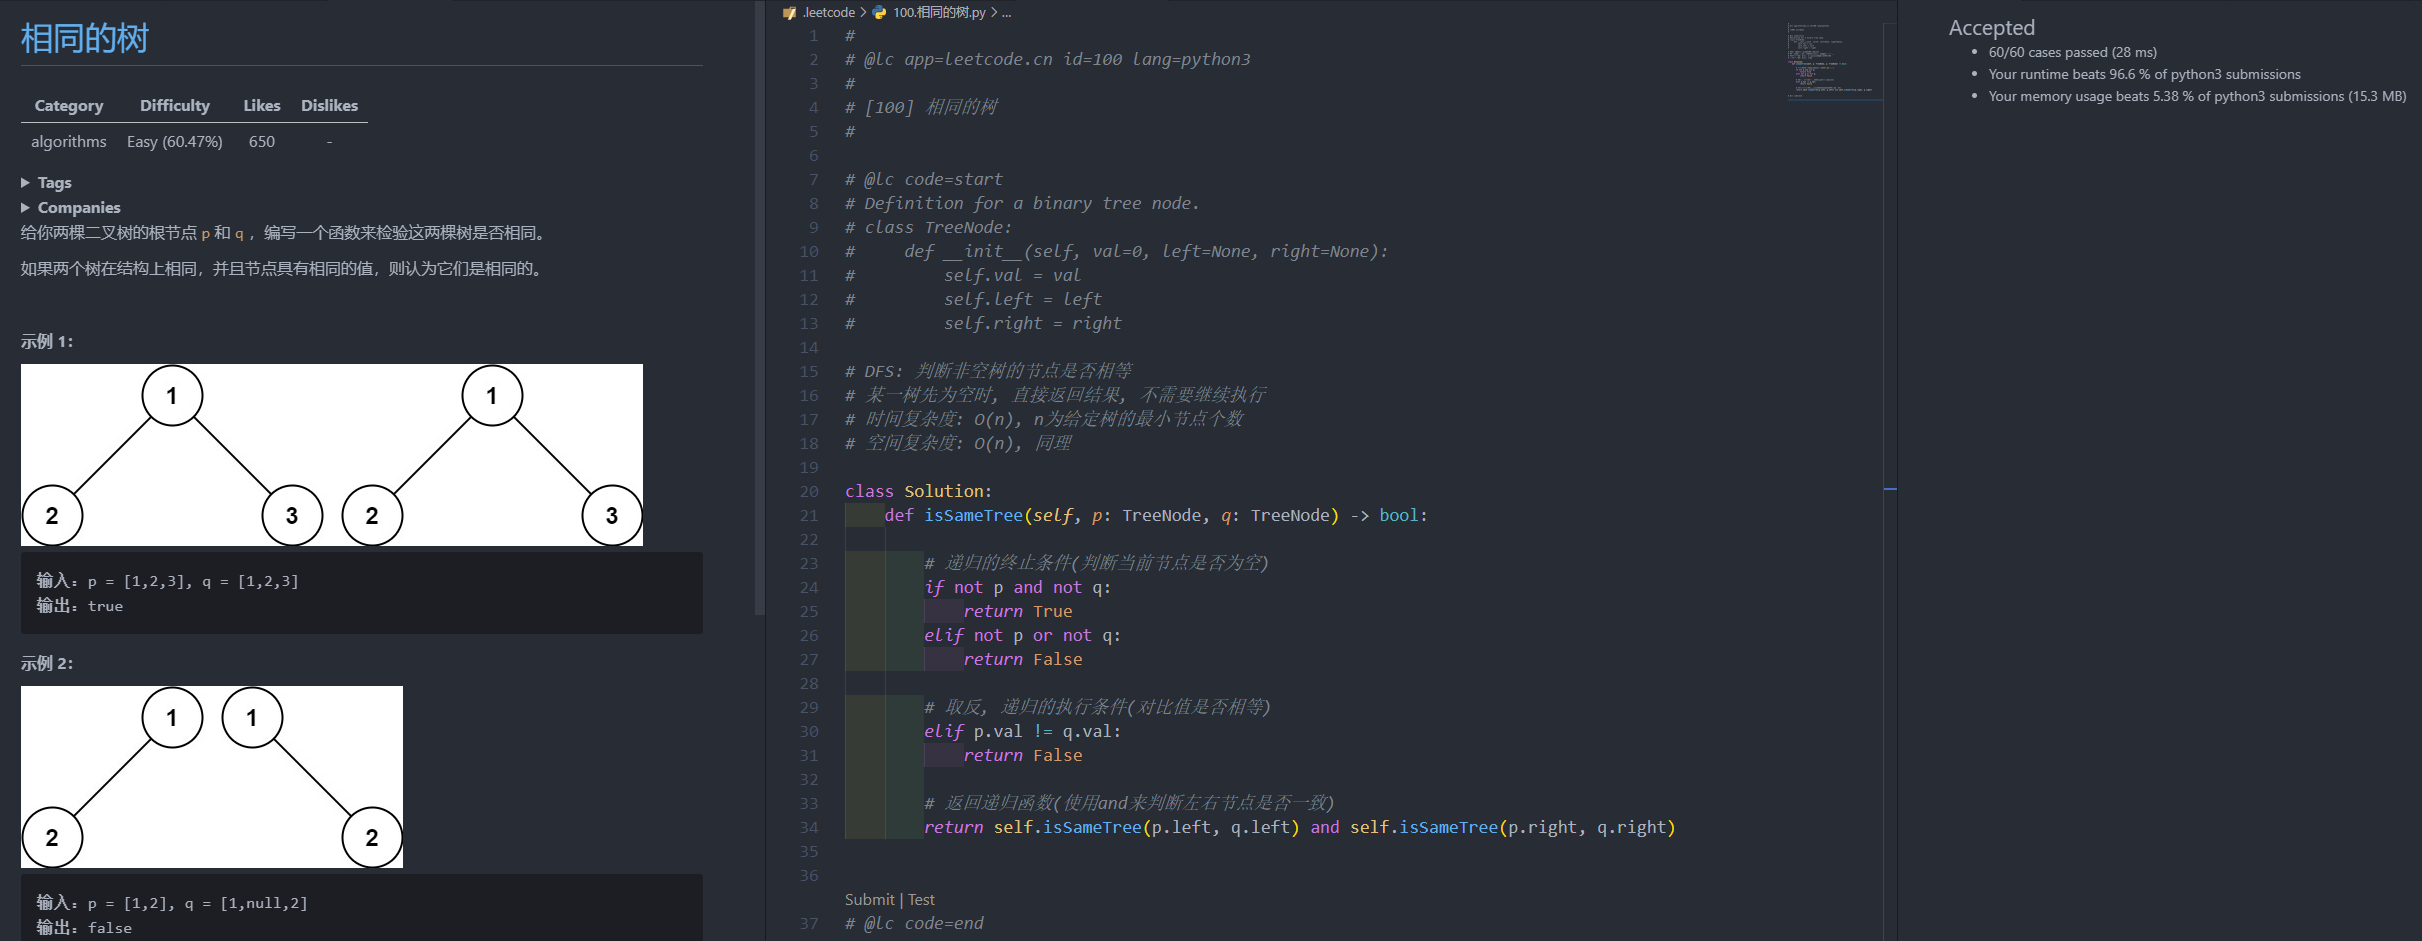 相同的树
Category Difficulty Likes Dislikes
algorithms Easy (60.47%) 650 -
Tags
Companies
给你两棵二叉树的根节点 p 和 q ，编写一个函数来检验这两棵树是否相同。
如果两个树在结构上相同，并且节点具有相同的值，则认为它们是相同的。
示例 1：
1 1
2 3 2 3
输入：p = [1,2,3], q = [1,2,3]
输出：true
示例 2：
1 1
2 2
输入：p = [1,2], q = [1,null,2]
输出：false
.leetcode > 100.相同的树.py > ...
1 #
2 # @lc app=leetcode.cn id=100 lang=python3
3 #
4 # [100] 相同的树
5 #
6
7 # @lc code=start
8 # Definition for a binary tree node.
9 # class TreeNode:
10 #     def __init__(self, val=0, left=None, right=None):
11 #         self.val = val
12 #         self.left = left
13 #         self.right = right
14
15 # DFS: 判断非空树的节点是否相等
16 # 某一树先为空时, 直接返回结果, 不需要继续执行
17 # 时间复杂度: O(n), n为给定树的最小节点个数
18 # 空间复杂度: O(n), 同理
19
20 class Solution:
21     def isSameTree(self, p: TreeNode, q: TreeNode) -> bool:
22
23         # 递归的终止条件(判断当前节点是否为空)
24         if not p and not q:
25             return True
26         elif not p or not q:
27             return False
28
29         # 取反, 递归的执行条件(对比值是否相等)
30         elif p.val != q.val:
31             return False
32
33         # 返回递归函数(使用and来判断左右节点是否一致)
34         return self.isSameTree(p.left, q.left) and self.isSameTree(p.right, q.right)
35
36
Submit | Test
37 # @lc code=end
Accepted
• 60/60 cases passed (28 ms)
• Your runtime beats 96.6 % of python3 submissions
• Your memory usage beats 5.38 % of python3 submissions (15.3 MB)